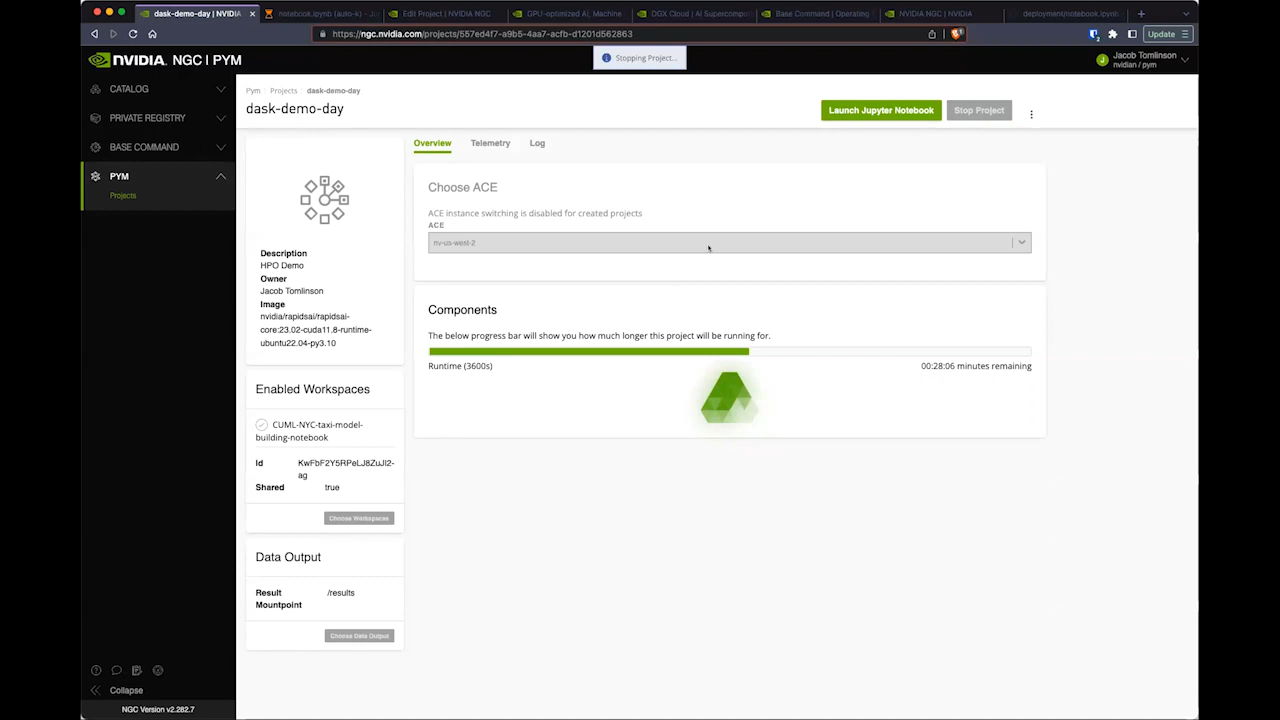 dask-demo-day | NVIDIA
notebook.ipynb (auto-k) - J
Edit Project | NVIDIA NGC
GPU-optimized AI, Machine
DGX Cloud | AI Supercomp
Base Command | Operating
NVIDIA NGC | NVIDIA
deployment/notebook.ipynb
https://ngc.nvidia.com/projects/557ed4f7-a9b5-4aa7-acfb-d1201d562863
Update
NVIDIA. NGC | PYM
Stopping Project...
Jacob Tomlinson
nvidian / pym
CATALOG
PRIVATE REGISTRY
BASE COMMAND
PYM
Projects
Pym Projects dask-demo-day
dask-demo-day
Launch Jupyter Notebook
Stop Project
Description
HPO Demo
Owner
Jacob Tomlinson
Image
nvidia/rapidsai/rapidsai-
core:23.02-cuda11.8-runtime-
ubuntu22.04-py3.10
Enabled Workspaces
CUML-NYC-taxi-model-
building-notebook
Id KwFbF2Y5RPeLJ8ZuJI2-
ag
Shared true
Choose Workspaces
Data Output
Result /results
Mountpoint
Choose Data Output
Overview Telemetry Log
Choose ACE
ACE instance switching is disabled for created projects
ACE
nv-us-west-2
Components
The below progress bar will show you how much longer this project will be running for.
Runtime (3600s) 00:28:06 minutes remaining
Collapse
NGC Version v2.282.7